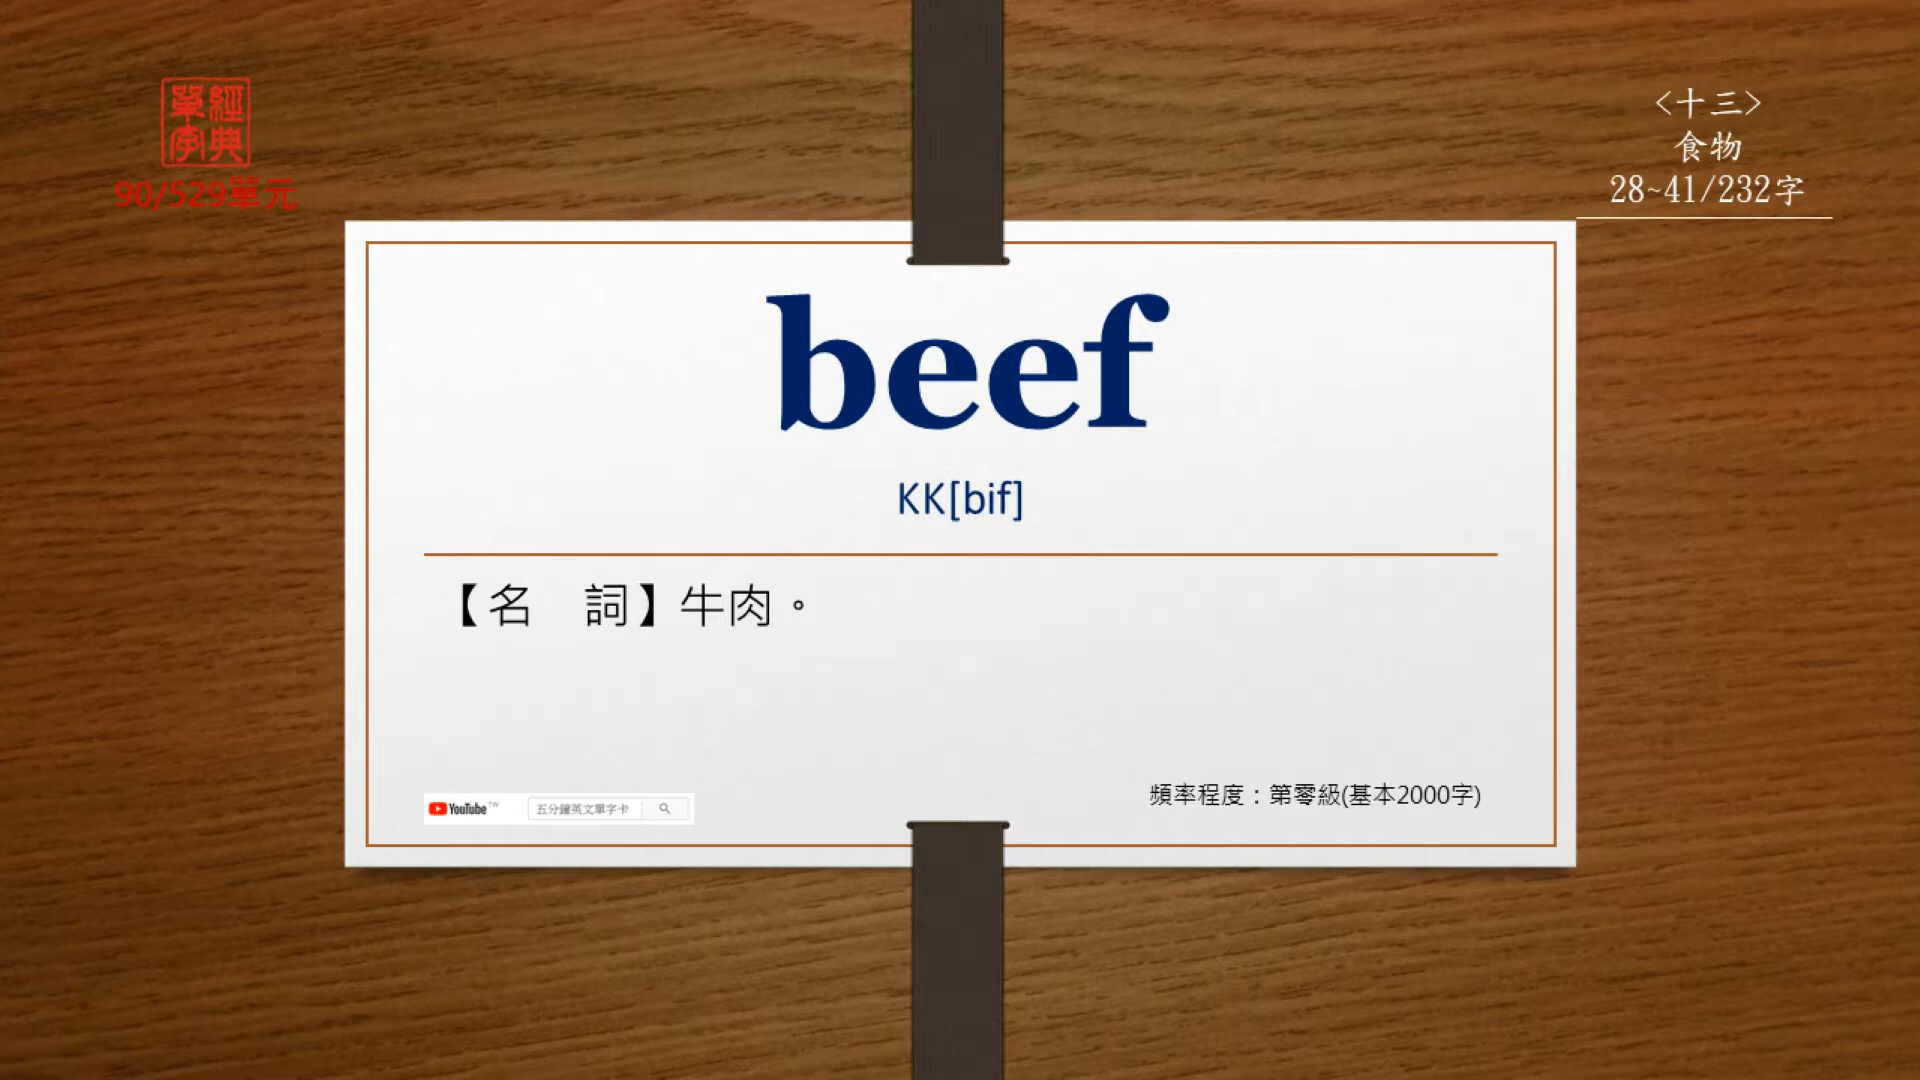 單字
經典
90/529單元
<十三>
食物
28~41/232字
beef
KK[bif]
【名　詞】牛肉。
YouTube TW
五分鐘英文單字卡
頻率程度：第零級(基本2000字)